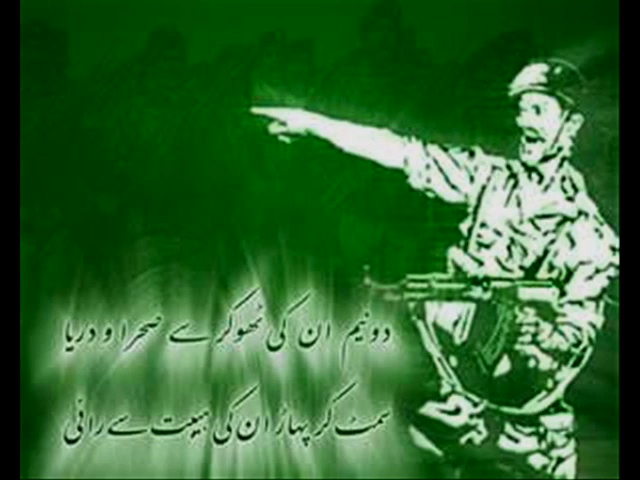 دو نیم ان کی ٹھوکر سے صحرا و دریا
سمٹ کر پہاڑ ان کی ہیبت سے رائی